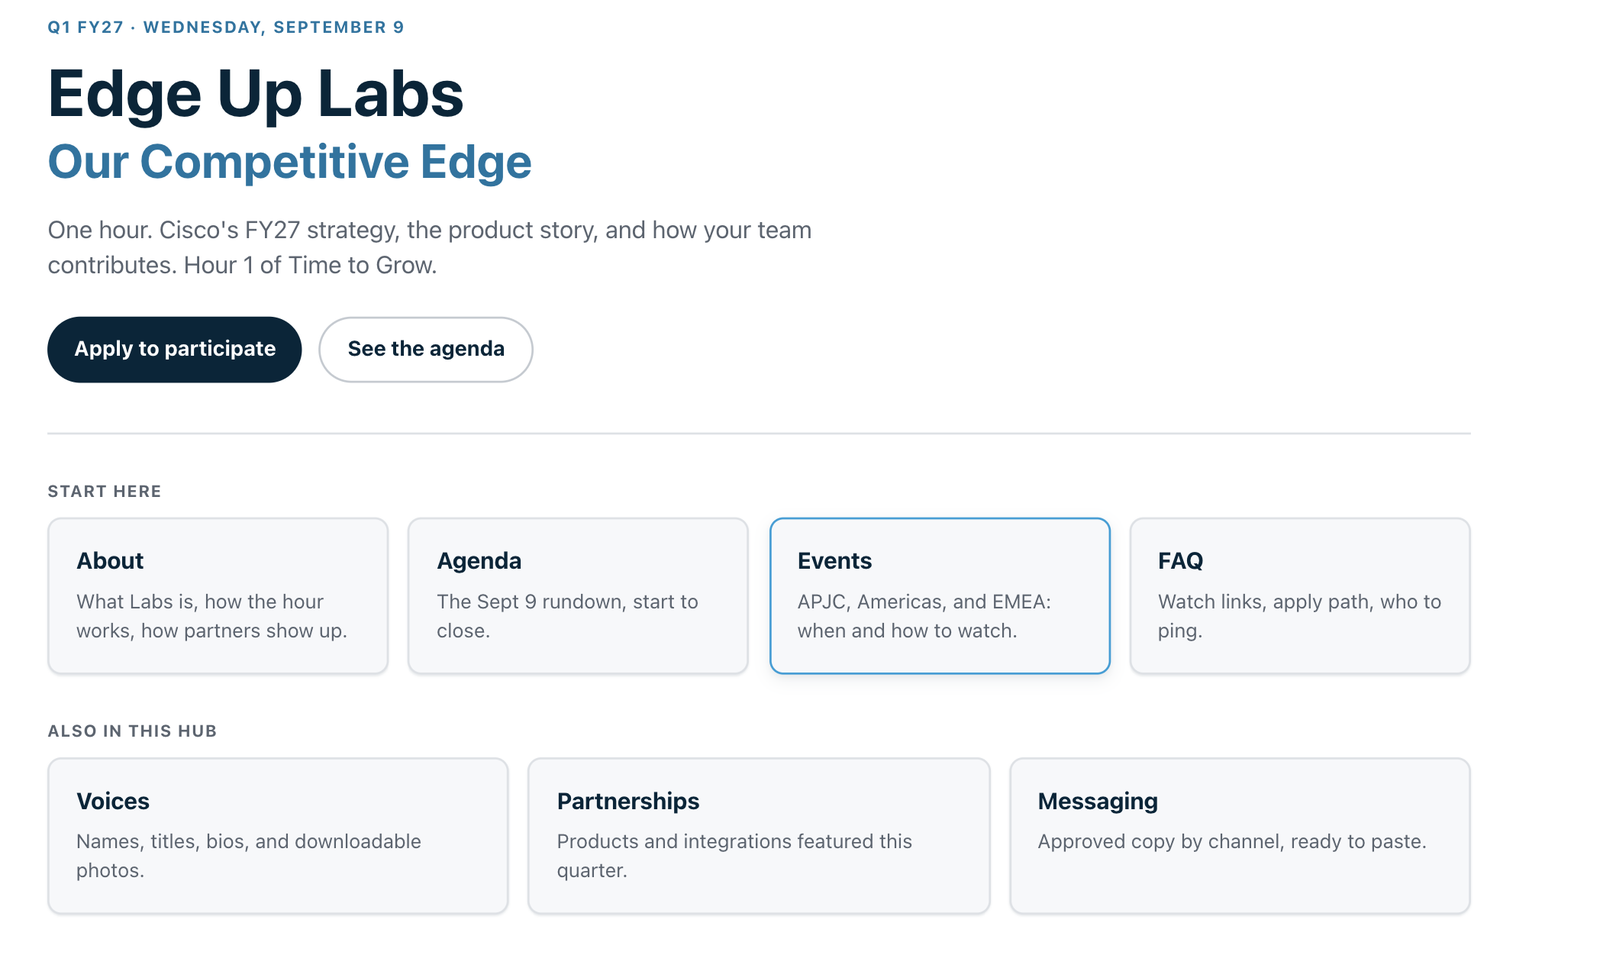 Q1 FY27 · WEDNESDAY, SEPTEMBER 9
Edge Up Labs
Our Competitive Edge
One hour. Cisco's FY27 strategy, the product story, and how your team
contributes. Hour 1 of Time to Grow.
Apply to participate
See the agenda
START HERE
About
What Labs is, how the hour
works, how partners show up.
Agenda
The Sept 9 rundown, start to
close.
Events
APJC, Americas, and EMEA:
when and how to watch.
FAQ
Watch links, apply path, who to
ping.
ALSO IN THIS HUB
Voices
Names, titles, bios, and downloadable
photos.
Partnerships
Products and integrations featured this
quarter.
Messaging
Approved copy by channel, ready to paste.